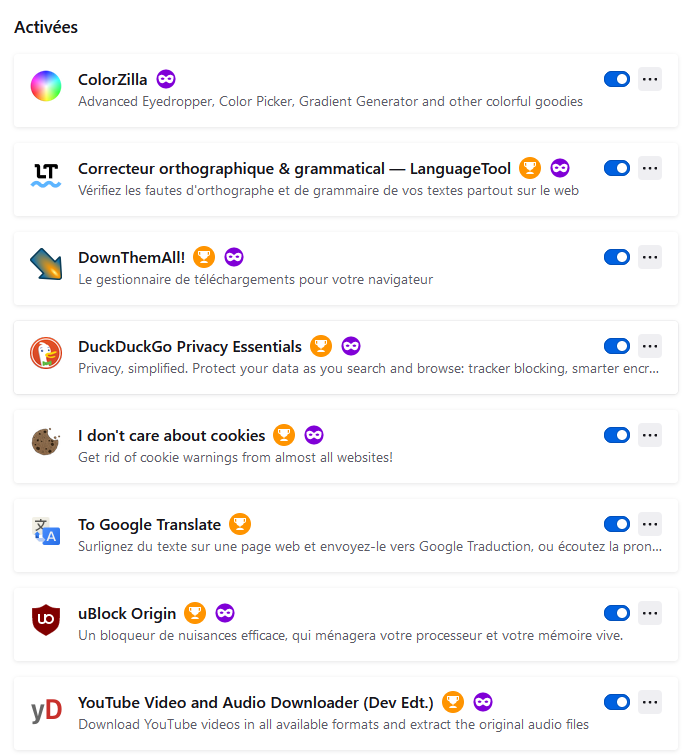 Activées
ColorZilla
Advanced Eyedropper, Color Picker, Gradient Generator and other colorful goodies
LT
Correcteur orthographique & grammatical — LanguageTool
Vérifiez les fautes d'orthographe et de grammaire de vos textes partout sur le web
DownThemAll!
Le gestionnaire de téléchargements pour votre navigateur
DuckDuckGo Privacy Essentials
Privacy, simplified. Protect your data as you search and browse: tracker blocking, smarter encr...
I don't care about cookies
Get rid of cookie warnings from almost all websites!
文A
To Google Translate
Surlignez du texte sur une page web et envoyez-le vers Google Traduction, ou écoutez la pron...
uo
uBlock Origin
Un bloqueur de nuisances efficace, qui ménagera votre processeur et votre mémoire vive.
yD
YouTube Video and Audio Downloader (Dev Edt.)
Download YouTube videos in all available formats and extract the original audio files